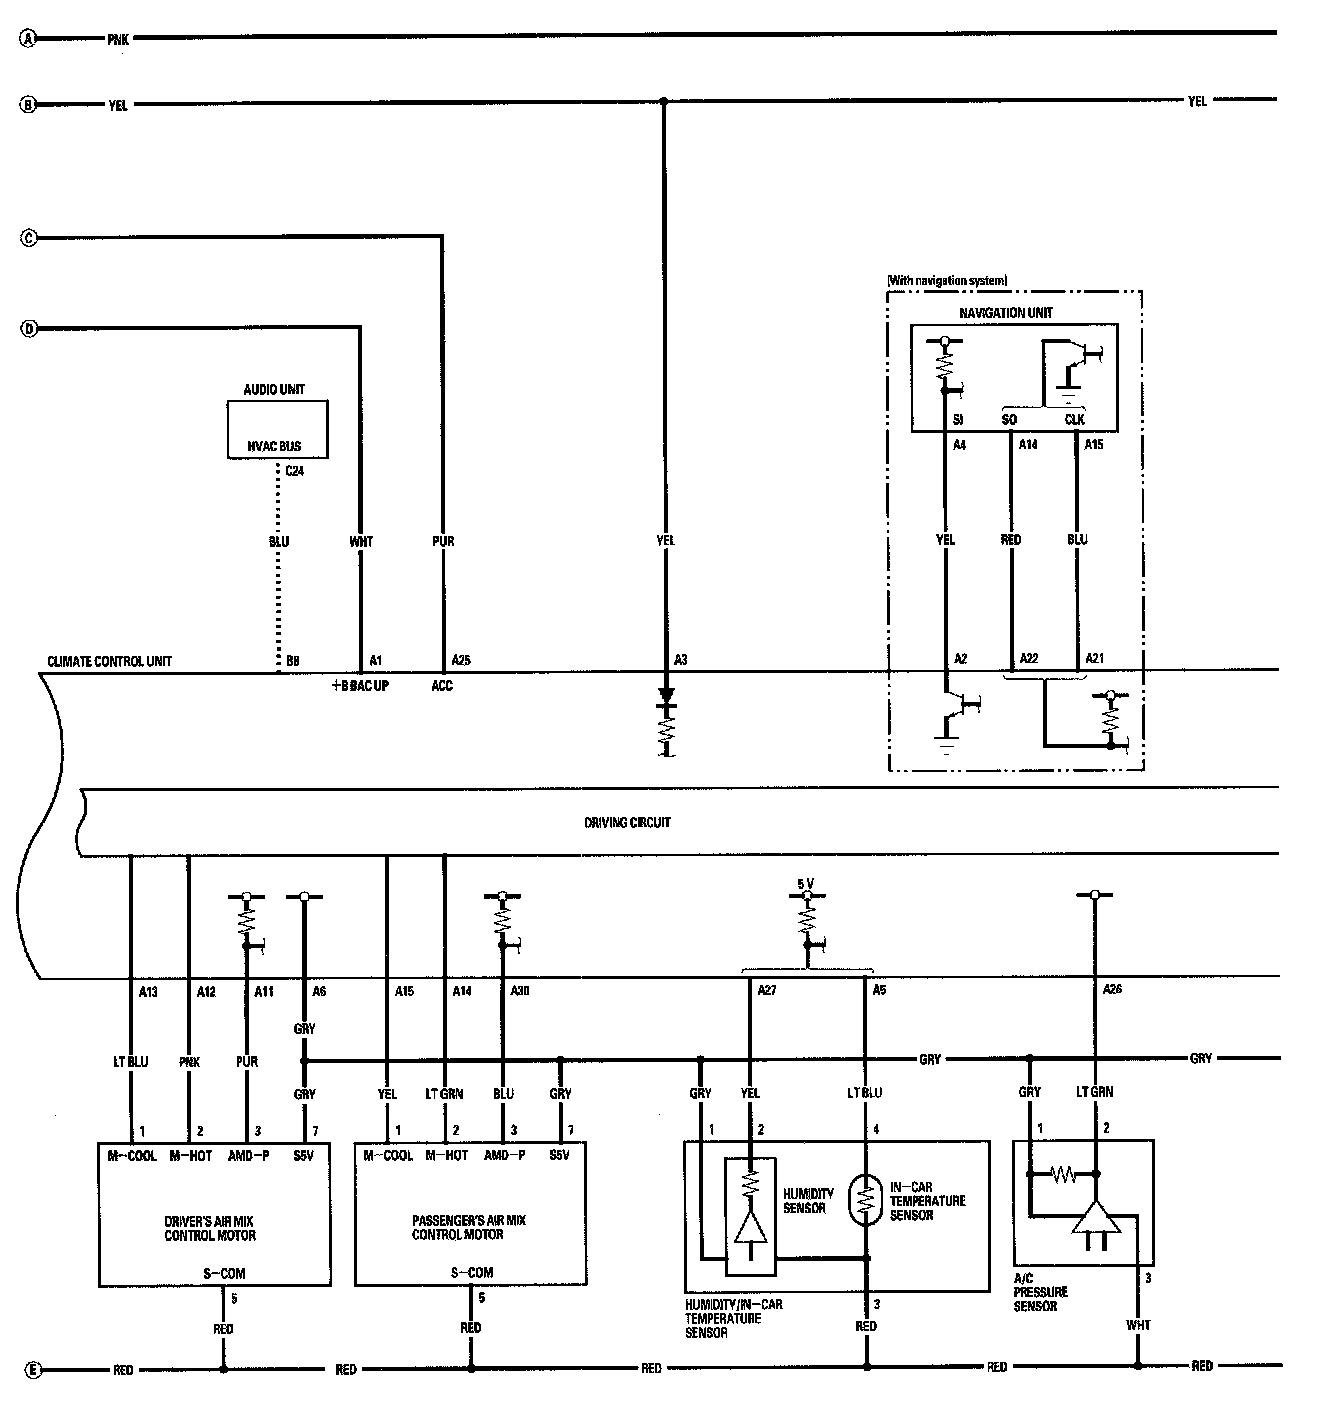 A PNK
B YEL YEL
C
[With navigation system]
D
NAVIGATION UNIT
AUDIO UNIT
HVAC BUS
SI SO CLK
C24
A4 A14 A15
BLU WHT PUR YEL YEL RED BLU
CLIMATE CONTROL UNIT B8 A1 A25 A3 A2 A22 A21
+B BAC UP ACC
DRIVING CIRCUIT
5 V
A13 A12 A11 A6 A15 A14 A30 A27 A5 A26
GRY
LT BLU PNK PUR GRY GRY
GRY YEL LT GRN BLU GRY GRY YEL LT BLU GRY LT GRN
1 2 3 7 1 2 3 7 1 2 4 1 2
M-COOL M-HOT AMD-P S5V M-COOL M-HOT AMD-P S5V
HUMIDITY
SENSOR
IN-CAR
TEMPERATURE
SENSOR
DRIVER'S AIR MIX
CONTROL MOTOR
PASSENGER'S AIR MIX
CONTROL MOTOR
S-COM S-COM
5 5 3 3
HUMIDITY/IN-CAR
TEMPERATURE
SENSOR
A/C
PRESSURE
SENSOR
RED RED RED WHT
E RED RED RED RED RED